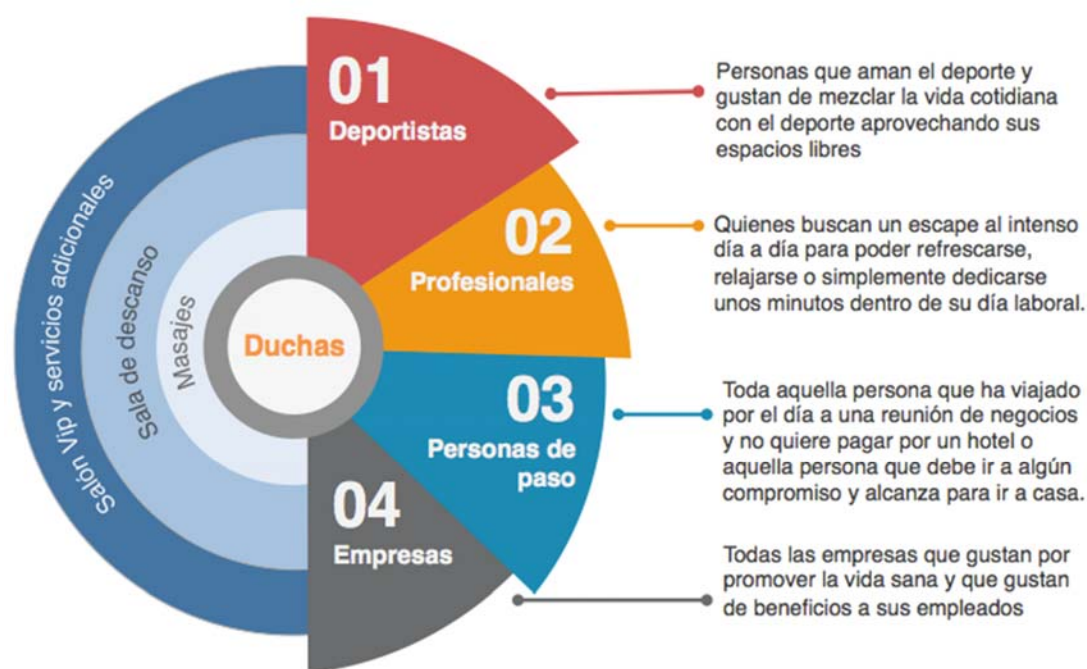 01
Deportistas
Personas que aman el deporte y
gustan de mezclar la vida cotidiana
con el deporte aprovechando sus
espacios libres
02
Profesionales
Quienes buscan un escape al intenso
día a día para poder refrescarse,
relajarse o simplemente dedicarse
unos minutos dentro de su día laboral.
Salón Vip y servicios adicionales
Sala de descanso
Masajes
Duchas
03
Personas de
paso
Toda aquella persona que ha viajado
por el día a una reunión de negocios
y no quiere pagar por un hotel o
aquella persona que debe ir a algún
compromiso y alcanza para ir a casa.
04
Empresas
Todas las empresas que gustan por
promover la vida sana y que gustan
de beneficios a sus empleados